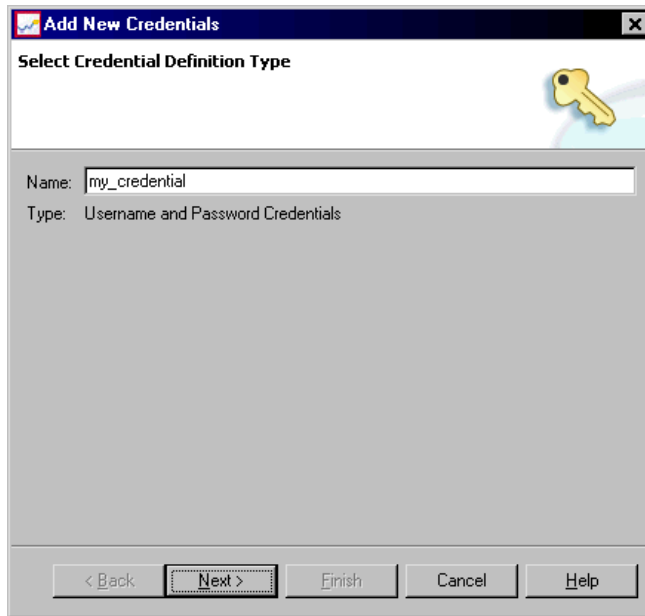 Add New Credentials
Select Credential Definition Type
Name: my_credential
Type: Username and Password Credentials
< Back Next > Finish Cancel Help